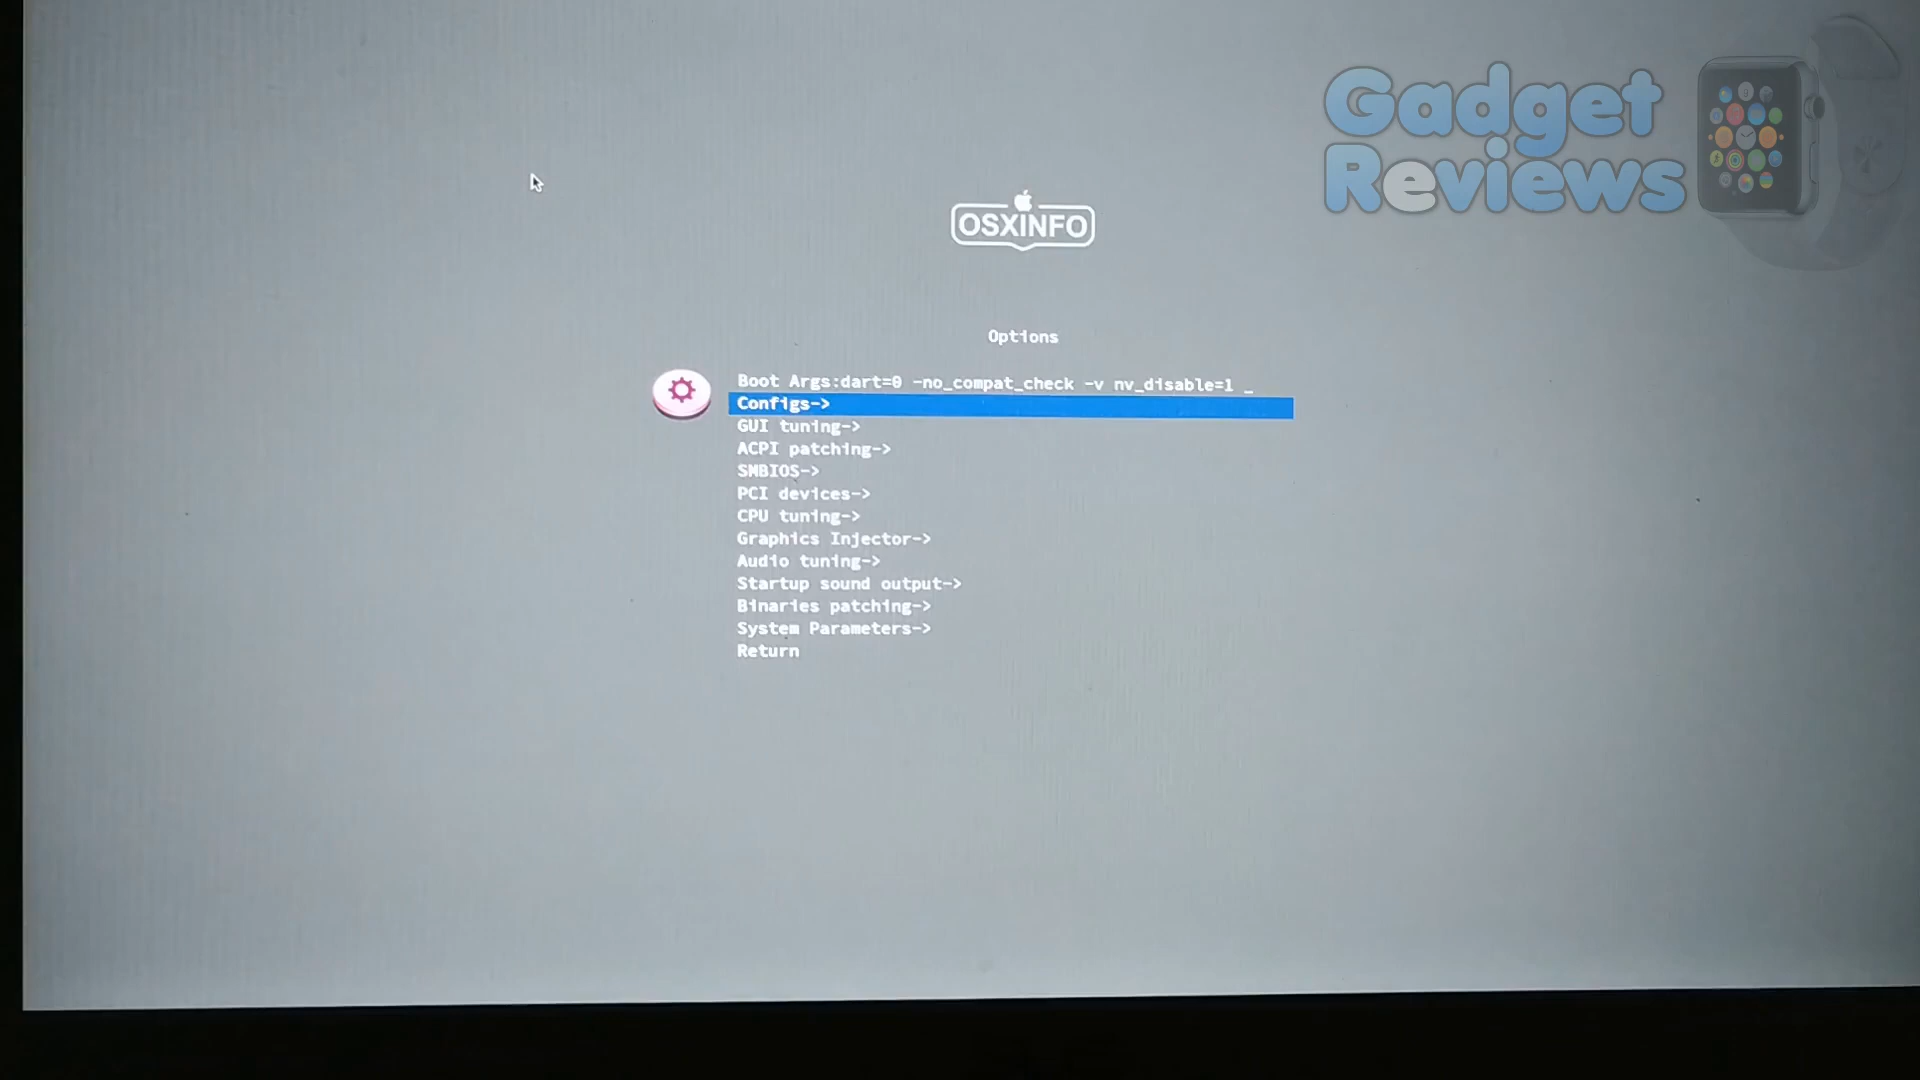 Gadget
Reviews
OSXINFO
Options
Boot Args:dart=0 -no_compat_check -v nv_disable=1 _
Configs->
GUI tuning->
ACPI patching->
SMBIOS->
PCI devices->
CPU tuning->
Graphics Injector->
Audio tuning->
Startup sound output->
Binaries patching->
System Parameters->
Return